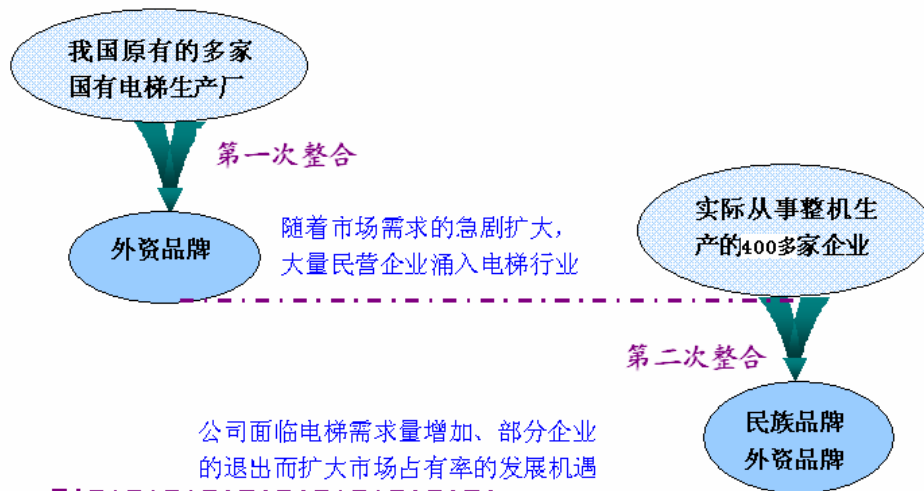 我国原有的多家
国有电梯生产厂
第一次整合
外资品牌
随着市场需求的急剧扩大，
大量民营企业涌入电梯行业
实际从事整机生
产的400多家企业
第二次整合
民族品牌
外资品牌
公司面临电梯需求量增加、部分企业
的退出而扩大市场占有率的发展机遇